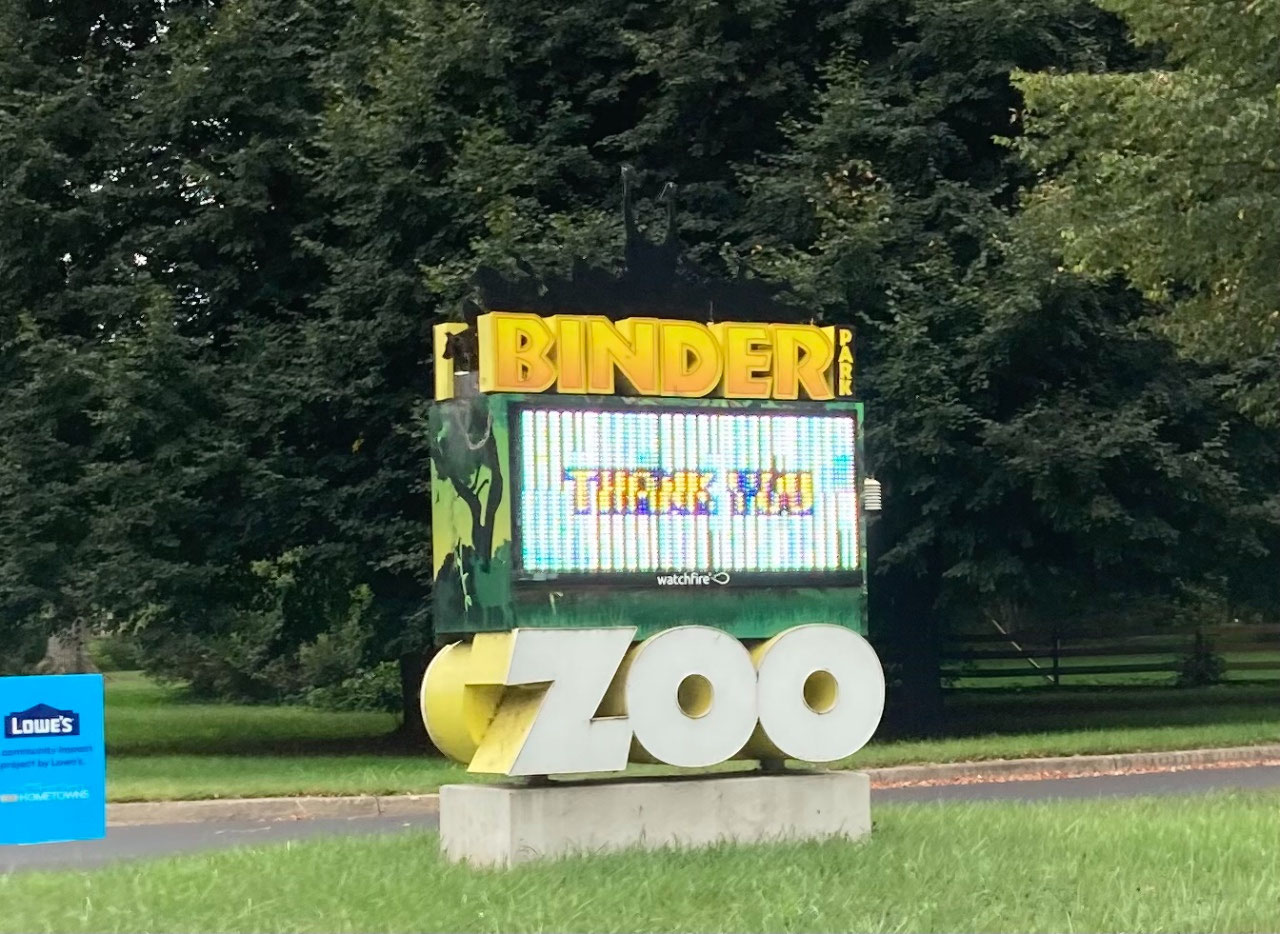 BINDER
PARK
THANK YOU
watchfire
ZOO
LOWE'S
community impact
project by Lowe's.
HOMETOWNS